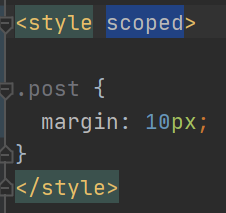 <style scoped>
.post {
  margin: 10px;
}
</style>